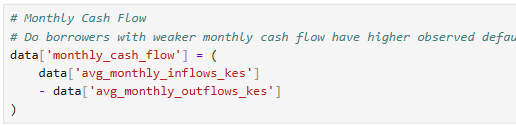 # Monthly Cash Flow
# Do borrowers with weaker monthly cash flow have higher observed
data['monthly_cash_flow'] = (
    data['avg_monthly_inflows_kes']
    - data['avg_monthly_outflows_kes']
)